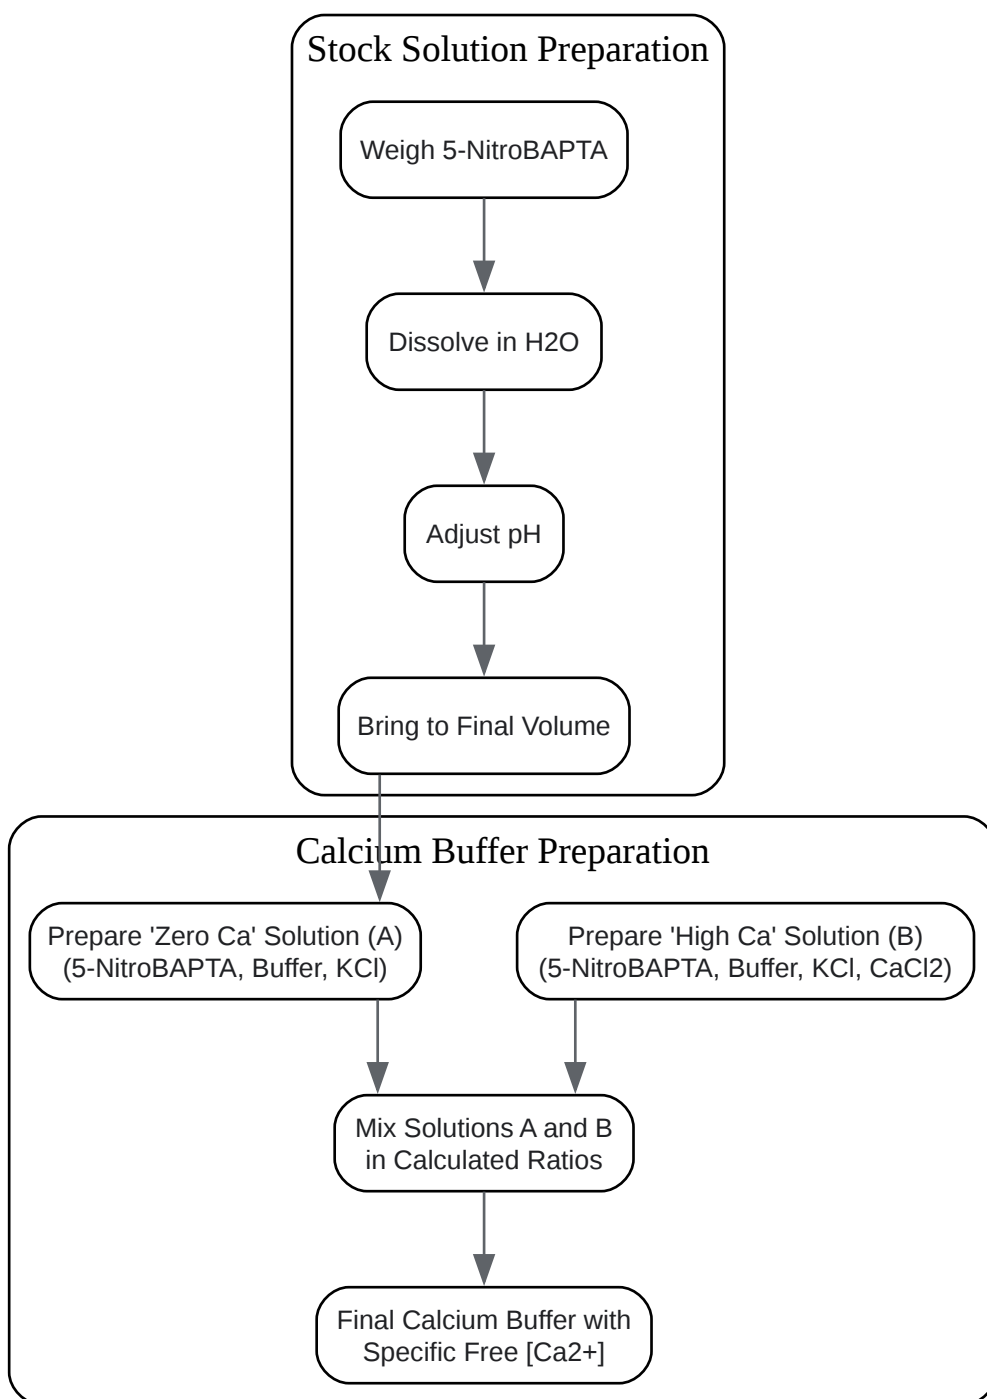 Stock Solution Preparation
Weigh 5-NitroBAPTA
Dissolve in H2O
Adjust pH
Bring to Final Volume
Calcium Buffer Preparation
Prepare 'Zero Ca' Solution (A)
(5-NitroBAPTA, Buffer, KCl)
Prepare 'High Ca' Solution (B)
(5-NitroBAPTA, Buffer, KCl, CaCl2)
Mix Solutions A and B
in Calculated Ratios
Final Calcium Buffer with
Specific Free [Ca2+]